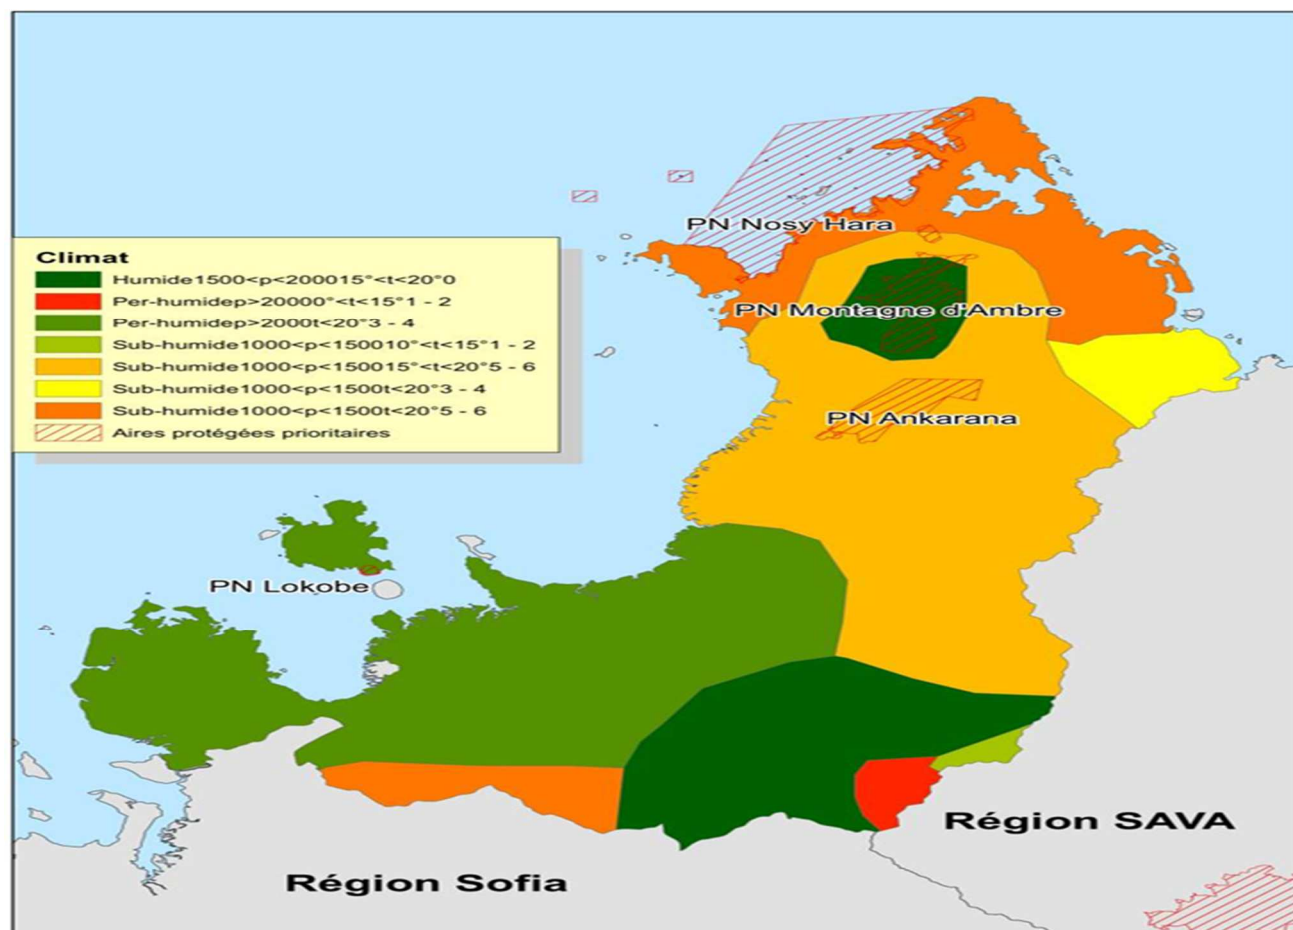 PN Nosy Hara
Climat
Humide1500<p<200015°<t<20°0
Per-humidep>20000°<t<15°1 - 2
Per-humidep>2000t<20°3 - 4
Sub-humide1000<p<150010°<t<15°1 - 2
Sub-humide1000<p<150015°<t<20°5 - 6
Sub-humide1000<p<1500t<20°3 - 4
Sub-humide1000<p<1500t<20°5 - 6
Aires protégées prioritaires
PN Montagne d'Ambre
PN Ankarana
PN Lokobe
Région SAVA
Région Sofia